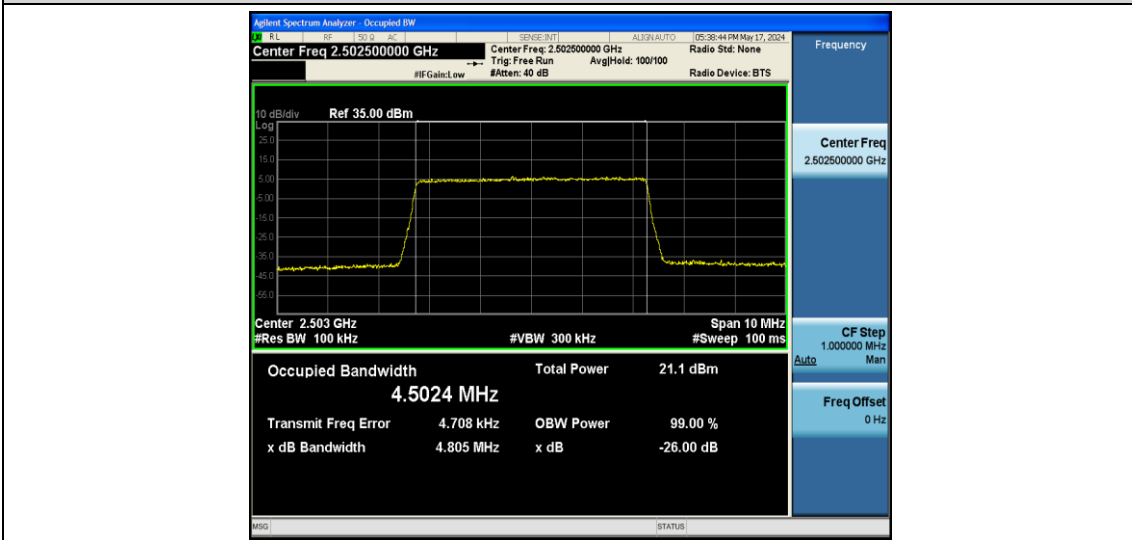 Agilent Spectrum Analyzer - Occupied BW
LXI RL RF 50 Ω AC SENSE:INT ALIGNAUTO 05:38:44 PM May 17, 2024
Center Freq 2.502500000 GHz
Center Freq: 2.502500000 GHz Radio Std: None
Trig: Free Run Avg|Hold: 100/100
#IFGain:Low #Atten: 40 dB Radio Device: BTS
10 dB/div Ref 35.00 dBm
Log
25.0
15.0
5.00
-5.00
-15.0
-25.0
-35.0
-45.0
-55.0
Center 2.503 GHz Span 10 MHz
#Res BW 100 kHz #VBW 300 kHz #Sweep 100 ms
Occupied Bandwidth Total Power 21.1 dBm
4.5024 MHz
Transmit Freq Error 4.708 kHz OBW Power 99.00 %
x dB Bandwidth 4.805 MHz x dB -26.00 dB
Frequency
Center Freq
2.502500000 GHz
CF Step
1.000000 MHz
Auto Man
Freq Offset
0 Hz
MSG STATUS